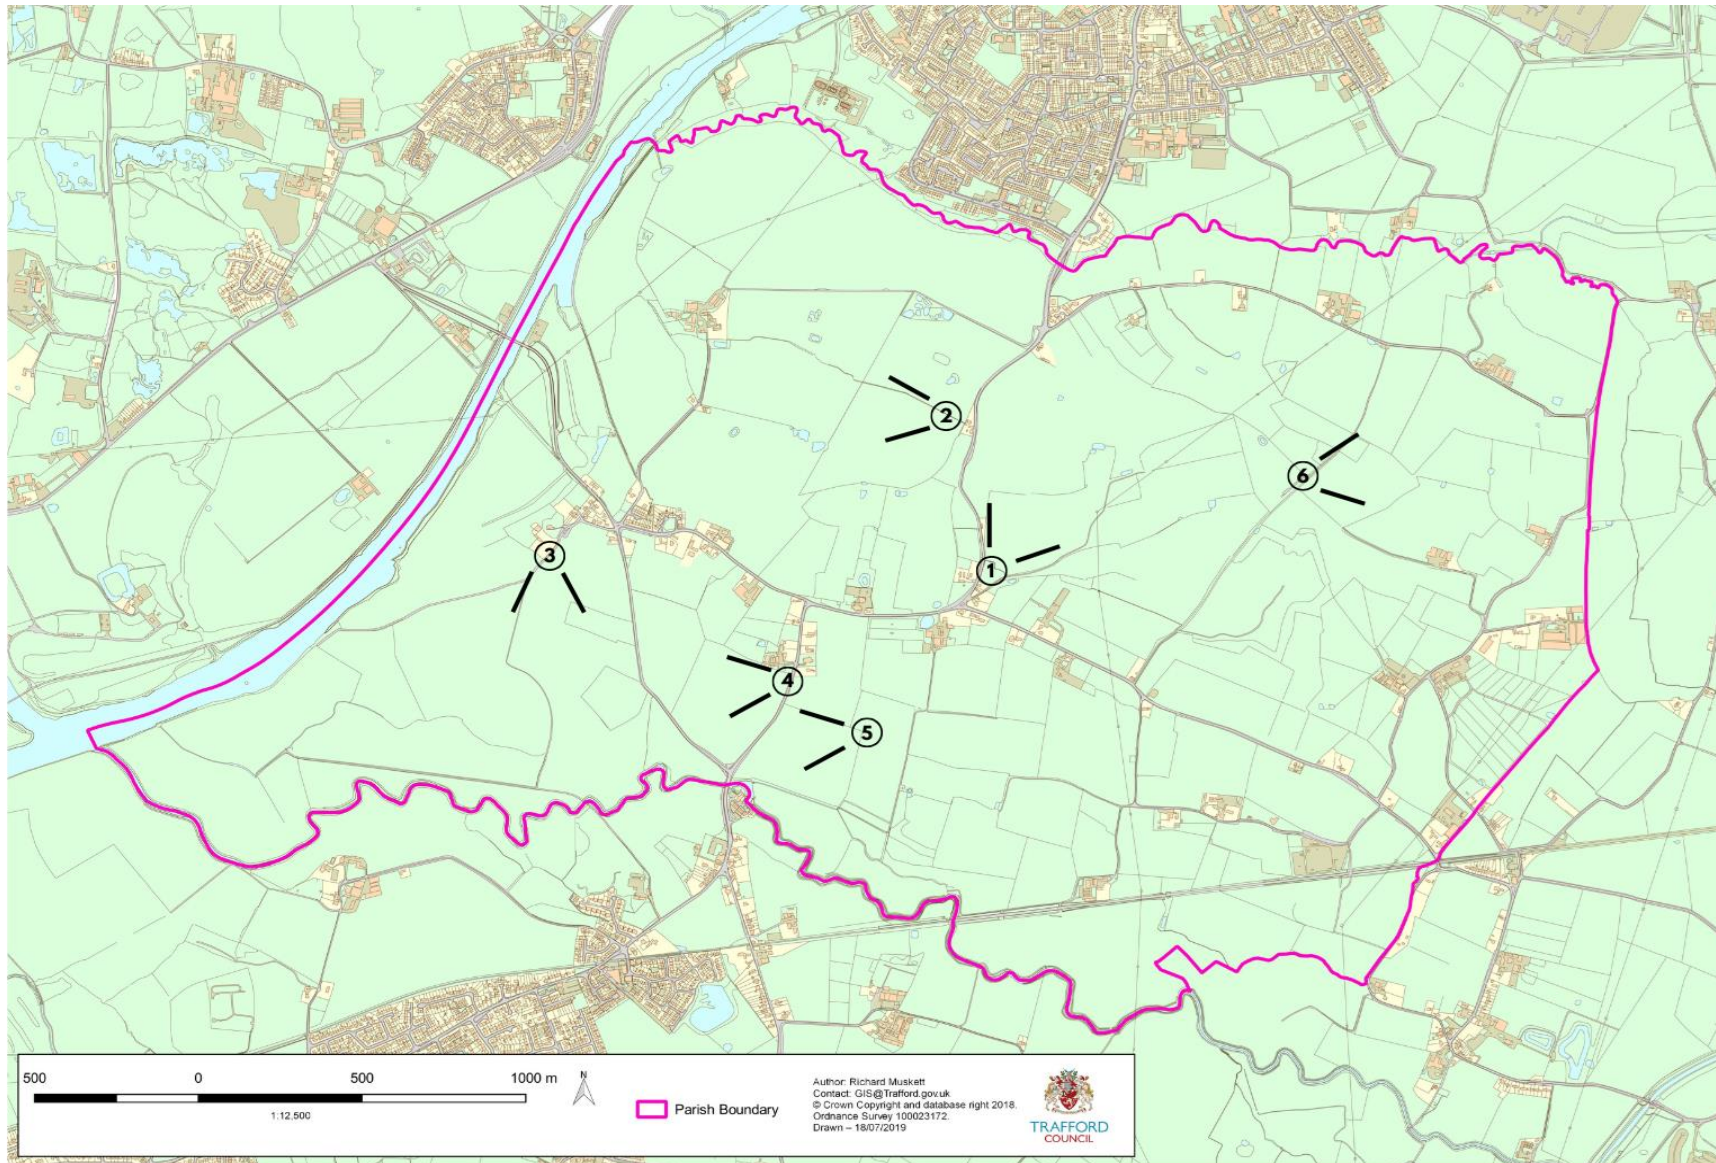 2
6
3
1
4
5
500 0 500 1000 m
1:12,500
N
Parish Boundary
Author: Richard Muskett
Contact: GIS@Trafford.gov.uk
© Crown Copyright and database right 2018.
Ordnance Survey 100023172.
Drawn – 18/07/2019
TRAFFORD
COUNCIL